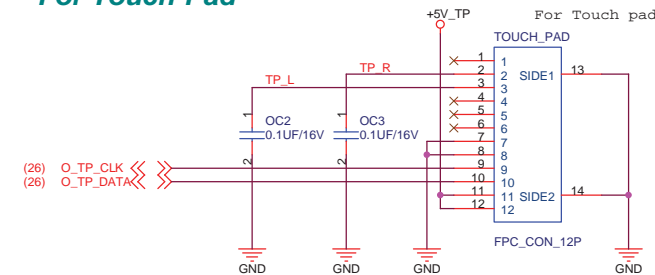 For Touch Pad
+5V_TP
For Touch pad
TOUCH_PAD
TP_R
TP_L
1 1
2 2 SIDE1 13
3 3
4 4
5 5
6 6
7 7
8 8
9 9
10 10
11 11 SIDE2 14
12 12
1 OC2 1 OC3
0.1UF/16V 0.1UF/16V
2 2
(26) O_TP_CLK
(26) O_TP_DATA
FPC_CON_12P
GND GND GND GND